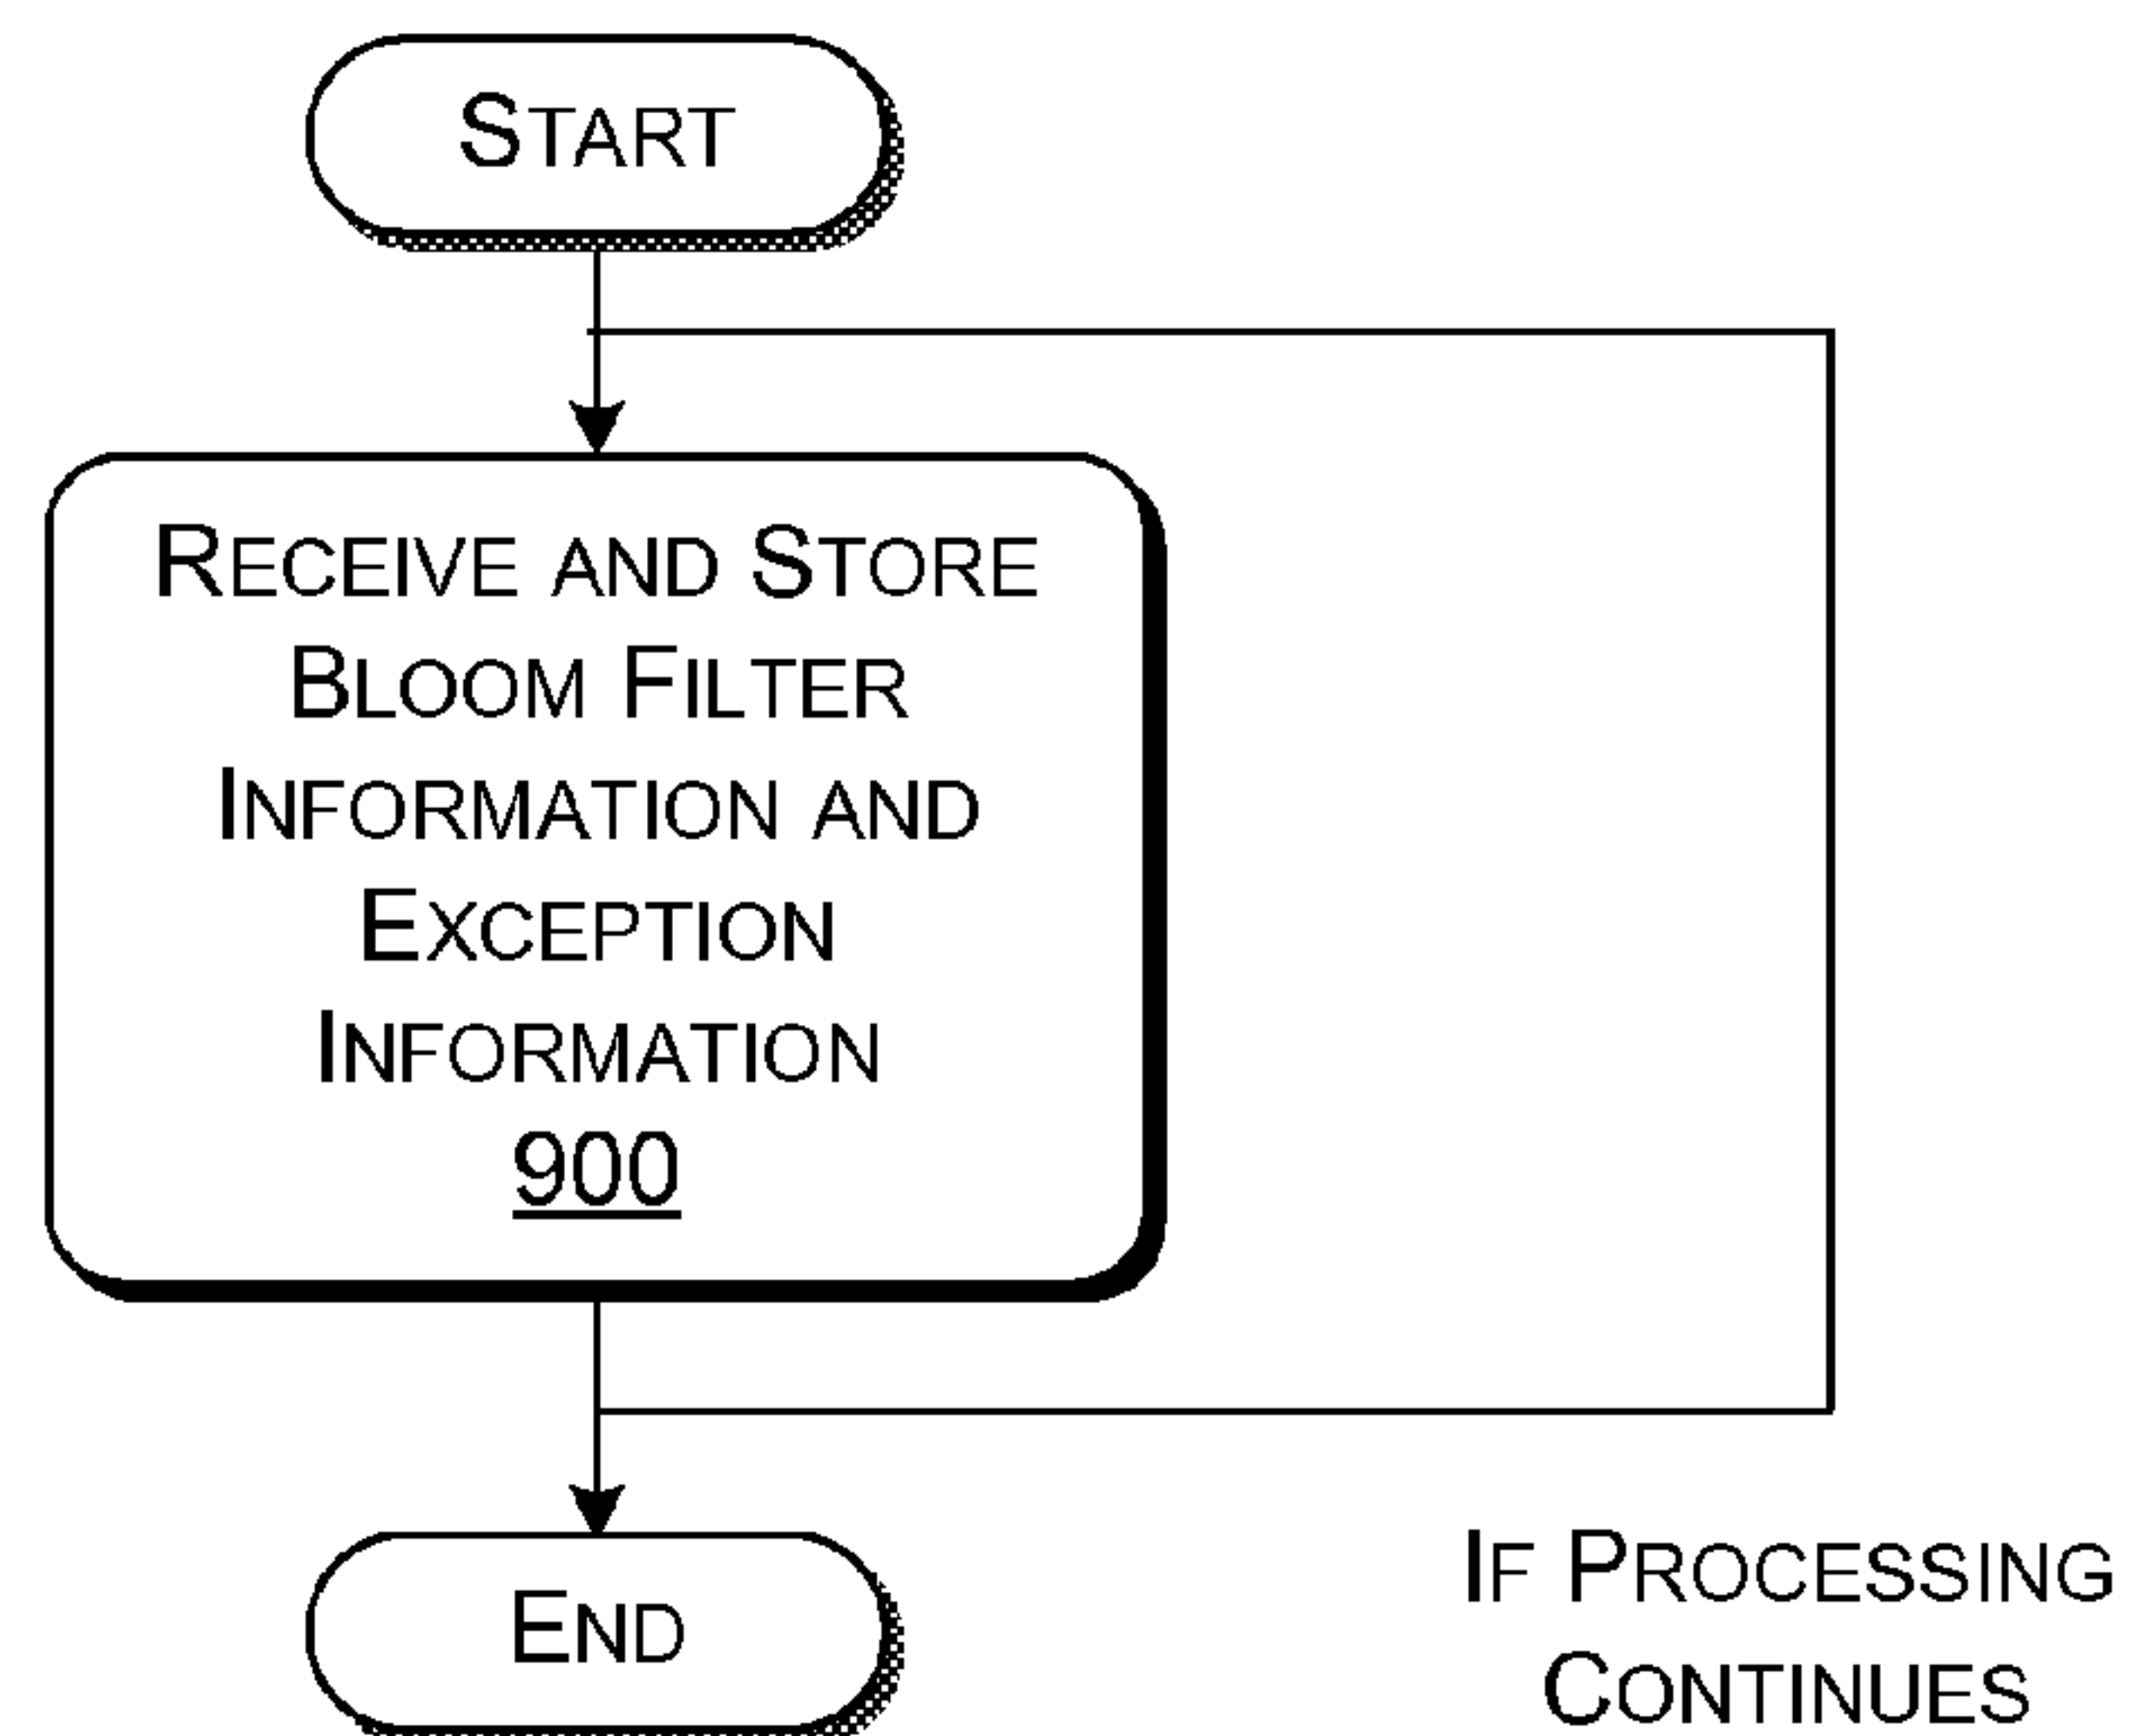 START
RECEIVE AND STORE
BLOOM FILTER
INFORMATION AND
EXCEPTION
INFORMATION
900
END
IF PROCESSING
CONTINUES